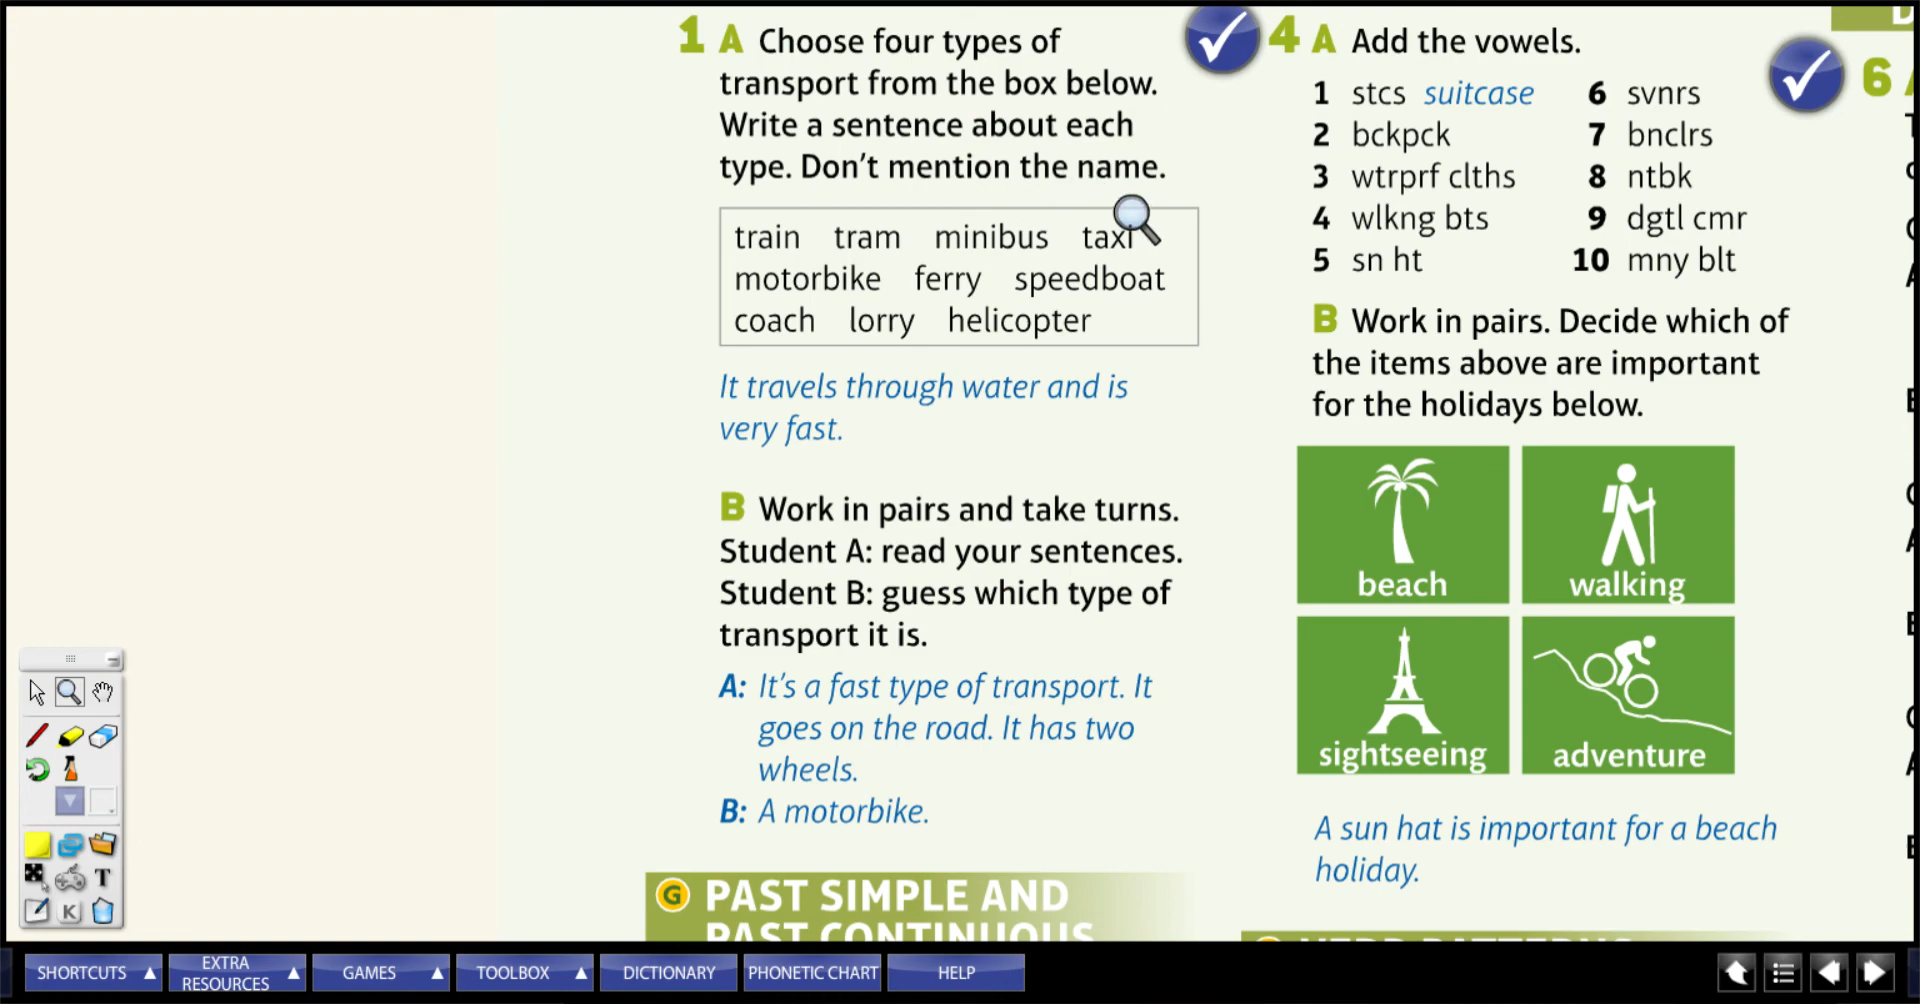 1 A Choose four types of
transport from the box below.
Write a sentence about each
type. Don't mention the name.
train tram minibus taxi
motorbike ferry speedboat
coach lorry helicopter
It travels through water and is
very fast.
B Work in pairs and take turns.
Student A: read your sentences.
Student B: guess which type of
transport it is.
A: It's a fast type of transport. It
goes on the road. It has two
wheels.
B: A motorbike.
G PAST SIMPLE AND
PAST CONTINUOUS
4 A Add the vowels.
1 stcs suitcase
2 bckpck
3 wtrprf clths
4 wlkng bts
5 sn ht
6 svnrs
7 bnclrs
8 ntbk
9 dgtl cmr
10 mny blt
B Work in pairs. Decide which of
the items above are important
for the holidays below.
beach
walking
sightseeing
adventure
A sun hat is important for a beach
holiday.
VERB PATTERNS
6
T
K
SHORTCUTS
EXTRA
RESOURCES
GAMES
TOOLBOX
DICTIONARY
PHONETIC CHART
HELP